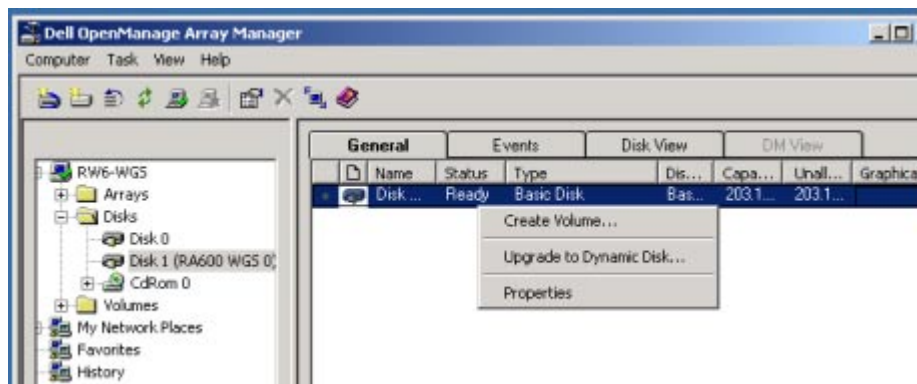 Dell OpenManage Array Manager
Computer Task View Help
General Events Disk View DM View
Name Status Type Dis... Capa... Unall... Graphica
Disk ... Ready Basic Disk Bas... 203.1... 203.1...
Create Volume...
Upgrade to Dynamic Disk...
Properties
RW6-WG5
Arrays
Disks
Disk 0
Disk 1 (RA600 WG5 0)
CdRom 0
Volumes
My Network Places
Favorites
History